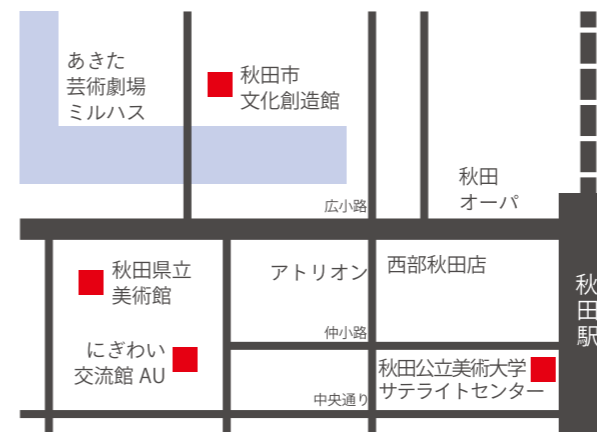 あきた
芸術劇場
ミルハス
秋田市
文化創造館
秋田
オーパ
広小路
秋田県立
美術館
アトリオン
西部秋田店
秋田駅
にぎわい
交流館 AU
仲小路
秋田公立美術大学
サテライトセンター
中央通り